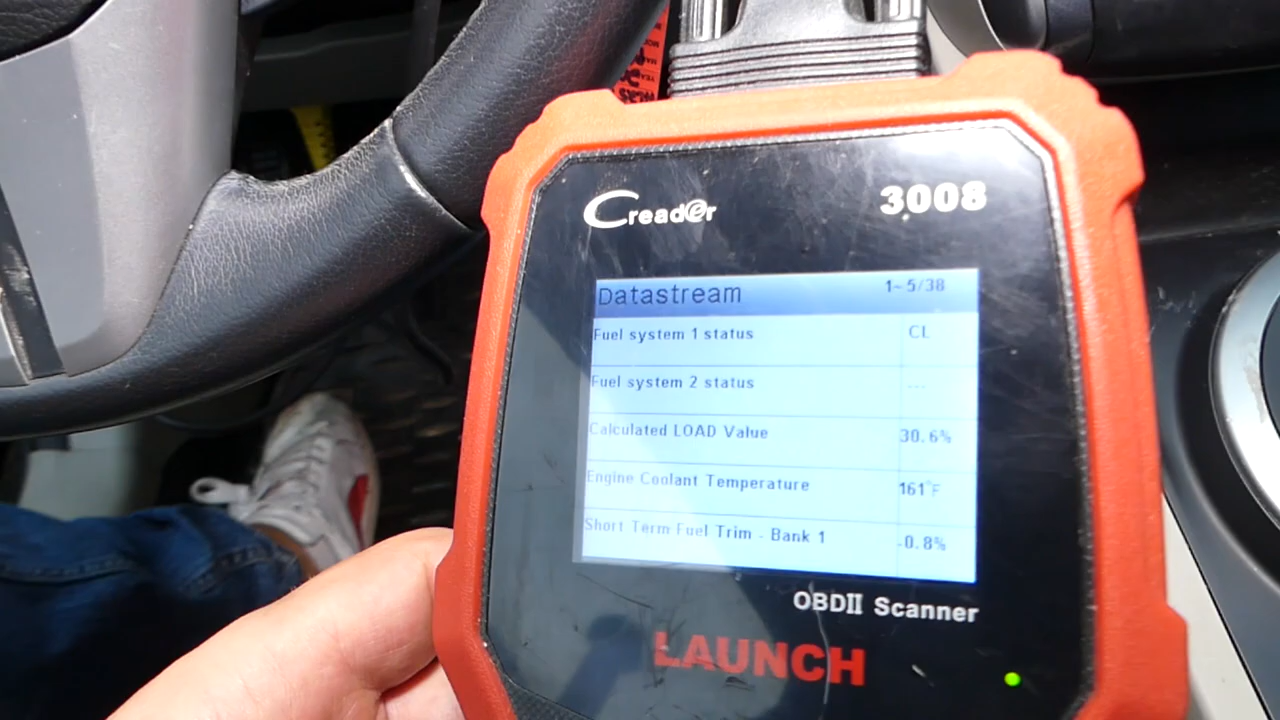 Creader 3008
Datastream 1~5/38
Fuel system 1 status CL
Fuel system 2 status ---
Calculated LOAD Value 30.6%
Engine Coolant Temperature 161°F
Short Term Fuel Trim - Bank 1 -0.8%
OBDII Scanner
LAUNCH